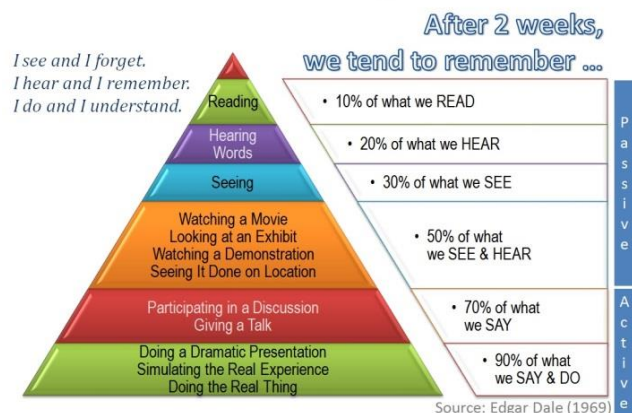 After 2 weeks,
we tend to remember ...
I see and I forget.
I hear and I remember.
I do and I understand.
Reading
• 10% of what we READ
Hearing
Words
• 20% of what we HEAR
Seeing
• 30% of what we SEE
Watching a Movie
Looking at an Exhibit
Watching a Demonstration
Seeing It Done on Location
• 50% of what
we SEE & HEAR
Participating in a Discussion
Giving a Talk
• 70% of what
we SAY
Doing a Dramatic Presentation
Simulating the Real Experience
Doing the Real Thing
• 90% of what
we SAY & DO
Passive
Active
Source: Edgar Dale (1969)